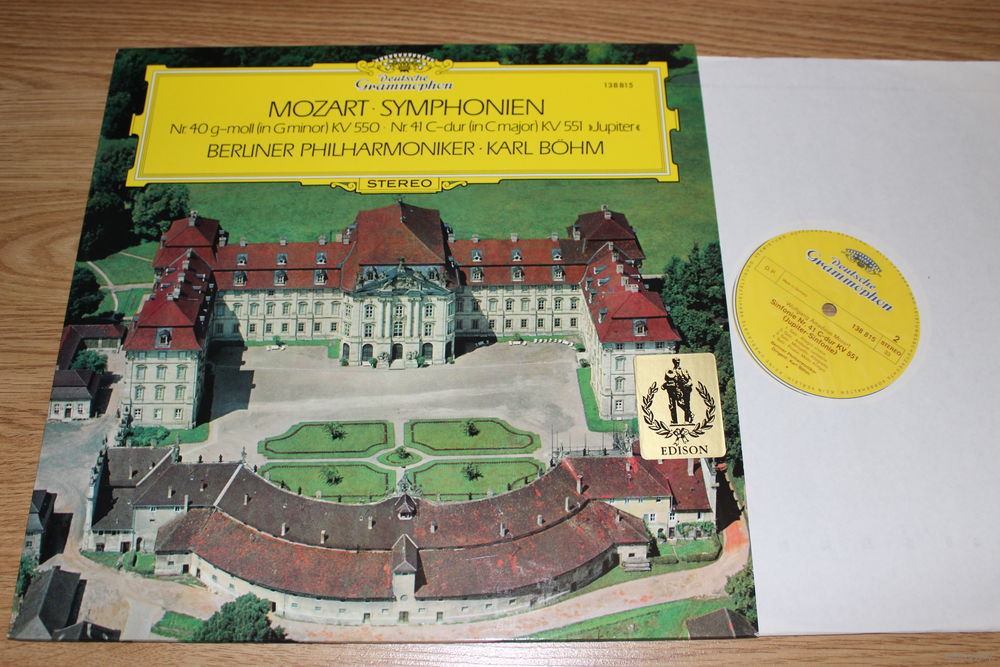 Deutsche
Grammophon
138 815
MOZART · SYMPHONIEN
Nr. 40 g-moll (in G minor) KV 550 · Nr. 41 C-dur (in C major) KV 551 »Jupiter«
BERLINER PHILHARMONIKER · KARL BÖHM
STEREO
EDISON
Deutsche
Grammophon
138 815
2
STEREO
33
Sinfonie Nr. 41 C-dur KV 551
(Jupiter-Sinfonie)